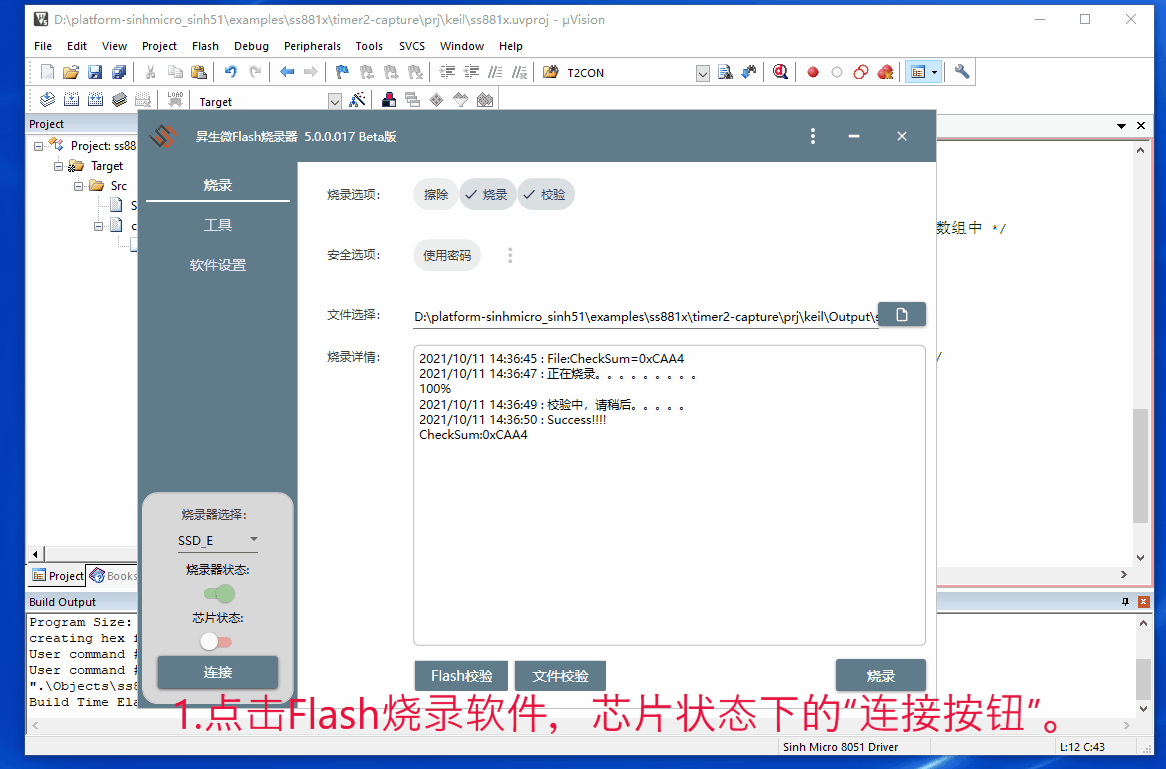 D:\platform-sinhmicro_sinh51\examples\ss881x\timer2-capture\prj\keil\ss881x.uvproj - µVision
File Edit View Project Flash Debug Peripherals Tools SVCS Window Help
T2CON
LOAD
Target
Project
Project: ss88
Target
Src
S
c
昇生微Flash烧录器 5.0.0.017 Beta版
烧录
工具
软件设置
烧录选项:
擦除 烧录 校验
安全选项:
使用密码
文件选择:
D:\platform-sinhmicro_sinh51\examples\ss881x\timer2-capture\prj\keil\Output\s
烧录详情:
2021/10/11 14:36:45 : File:CheckSum=0xCAA4
2021/10/11 14:36:47 : 正在烧录。。。。。。。。。
100%
2021/10/11 14:36:49 : 校验中，请稍后。。。。。
2021/10/11 14:36:50 : Success!!!!
CheckSum:0xCAA4
数组中 */
/
烧录器选择:
SSD_E
烧录器状态:
芯片状态:
连接
Flash校验 文件校验 烧录
Project Books
Build Output
Program Size:
creating hex f
User command #
User command #
".\Objects\ss8
Build Time Ela
1.点击Flash烧录软件，芯片状态下的“连接按钮”。
Sinh Micro 8051 Driver
L:12 C:43